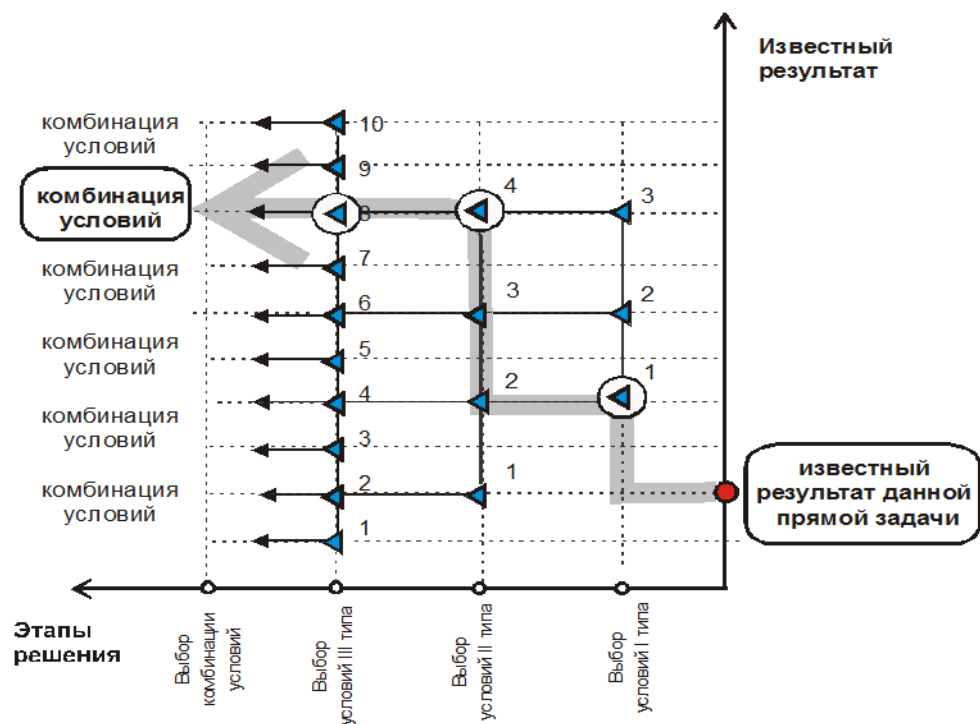 Известный
результат
комбинация
условий
комбинация
условий
комбинация
условий
комбинация
условий
комбинация
условий
комбинация
условий
10
9
8
7
6
5
4
3
2
1
4
3
2
1
3
2
1
известный
результат данной
прямой задачи
Этапы
решения
Выбор
комбинации
условий
Выбор
условий III типа
Выбор
условий II типа
Выбор
условий I типа